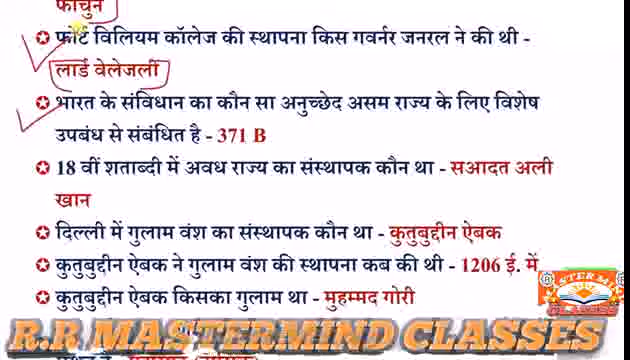 फाचुन
फोर्ट विलियम कॉलेज की स्थापना किस गवर्नर जनरल ने की थी -
लार्ड वेलेजली
भारत के संविधान का कौन सा अनुच्छेद असम राज्य के लिए विशेष
उपबंध से संबंधित है - 371 B
18 वीं शताब्दी में अवध राज्य का संस्थापक कौन था - सआदत अली
खान
दिल्ली में गुलाम वंश का संस्थापक कौन था - कुतुबुद्दीन ऐबक
कुतुबुद्दीन ऐबक ने गुलाम वंश की स्थापना कब की थी - 1206 ई. में
कुतुबुद्दीन ऐबक किसका गुलाम था - मुहम्मद गोरी
R.R MASTERMIND CLASSES